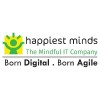 happiest minds
The Mindful IT Company
Born Digital . Born Agile